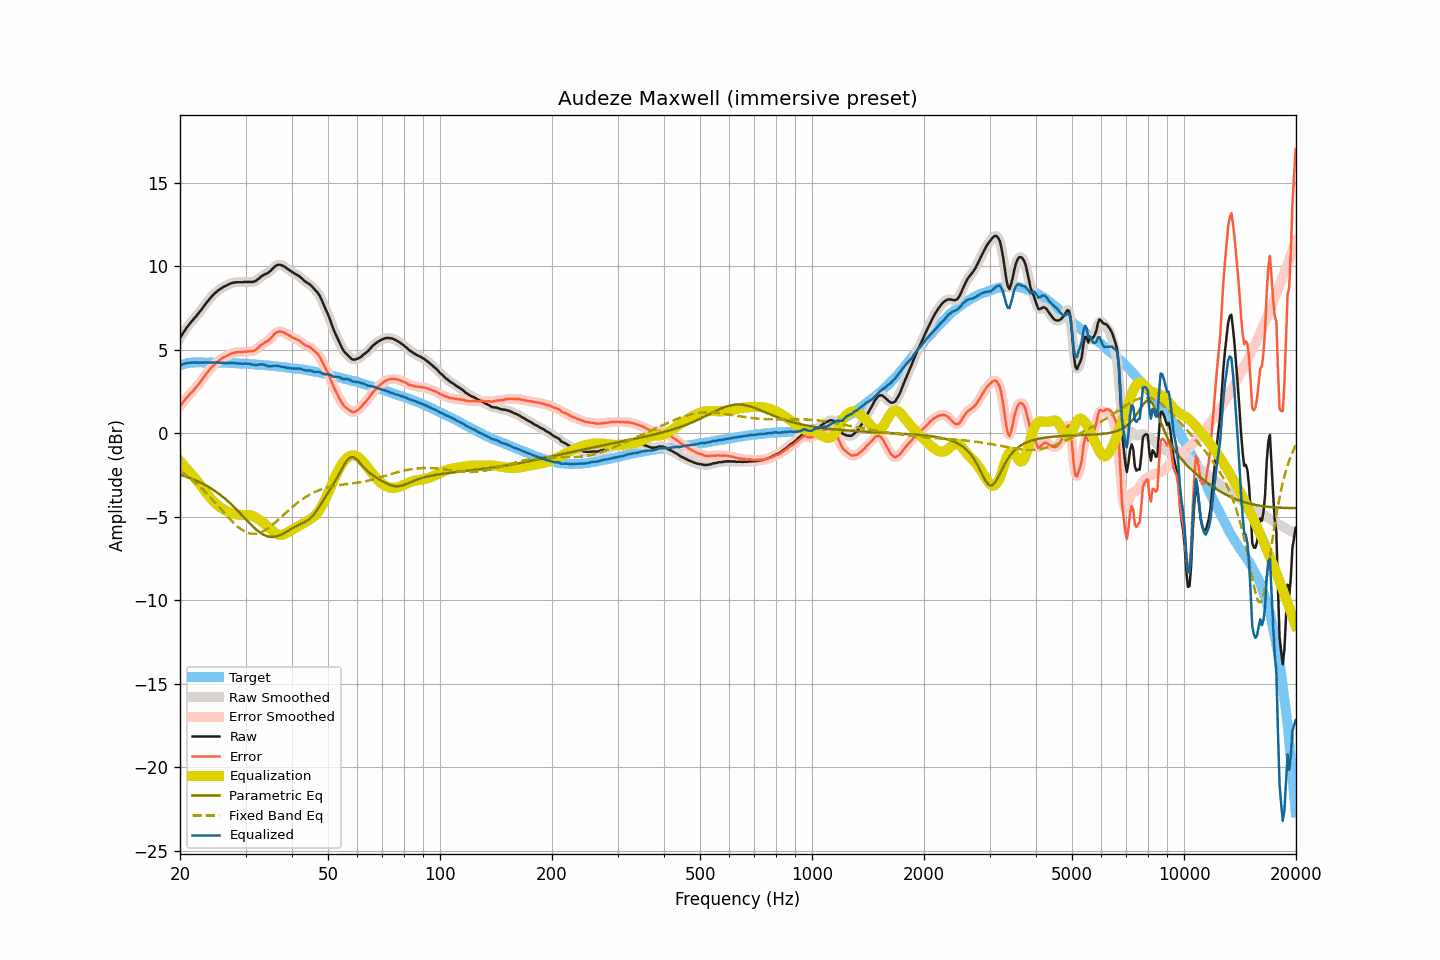 Audeze Maxwell (immersive preset)
Amplitude (dBr)
15
10
5
0
−5
−10
−15
−20
−25
Target
Raw Smoothed
Error Smoothed
Raw
Error
Equalization
Parametric Eq
Fixed Band Eq
Equalized
20 50 100 200 500 1000 2000 5000 10000 20000
Frequency (Hz)